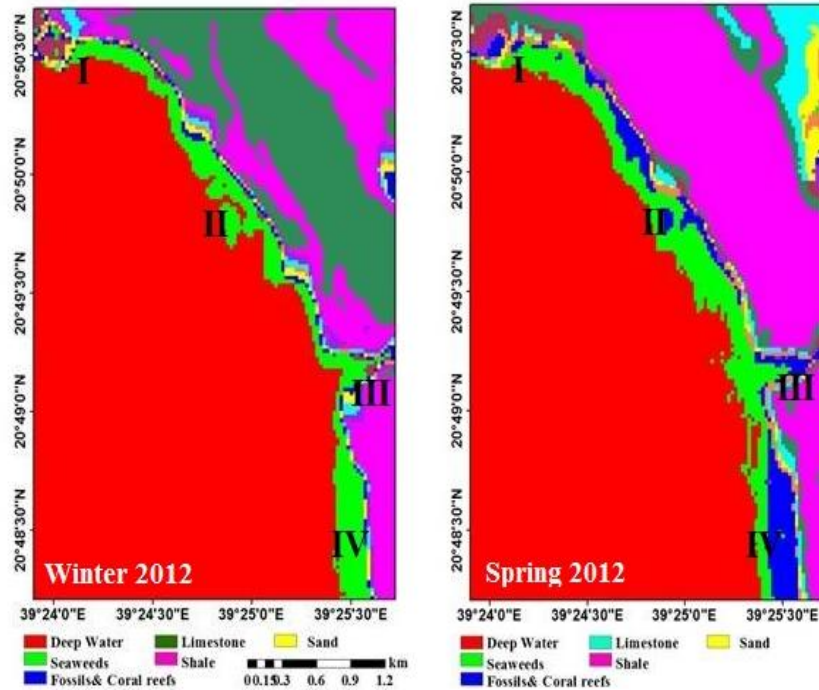 20°50'30"N
20°50'0"N
20°49'30"N
20°49'0"N
20°48'30"N
I
II
III
IV
Winter 2012
39°24'0"E 39°24'30"E 39°25'0"E 39°25'30"E
Deep Water Limestone Sand
Seaweeds Shale
Fossils& Coral reefs
km
0 0.15 0.3 0.6 0.9 1.2
20°50'30"N
20°50'0"N
20°49'30"N
20°49'0"N
20°48'30"N
I
II
III
IV
Spring 2012
39°24'0"E 39°24'30"E 39°25'0"E
Deep Water Limestone Sand
Seaweeds Shale
Fossils& Coral reefs